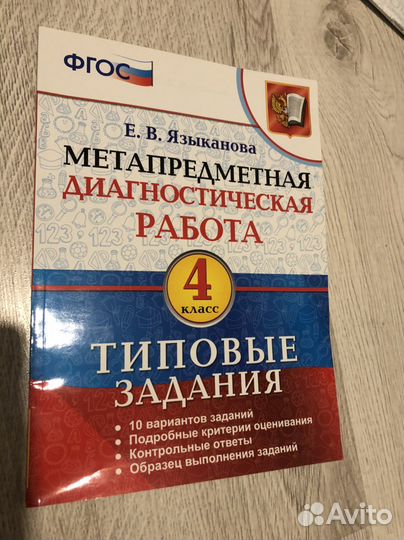 ФГОС
Е. В. Языканова
МЕТАПРЕДМЕТНАЯ
ДИАГНОСТИЧЕСКАЯ
РАБОТА
4
класс
ТИПОВЫЕ
ЗАДАНИЯ
• 10 вариантов заданий
• Подробные критерии оценивания
• Контрольные ответы
• Образец выполнения заданий
Avito